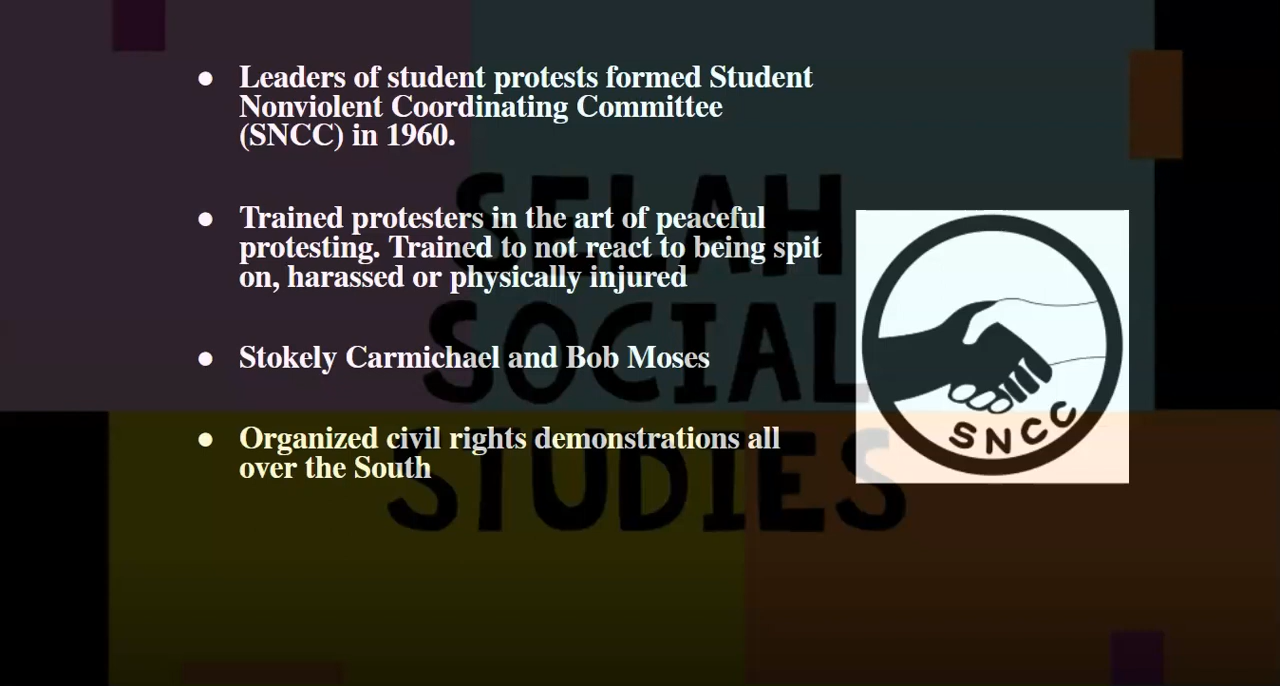 ● Leaders of student protests formed Student
Nonviolent Coordinating Committee
(SNCC) in 1960.
● Trained protesters in the art of peaceful
protesting. Trained to not react to being spit
on, harassed or physically injured
● Stokely Carmichael and Bob Moses
● Organized civil rights demonstrations all
over the South
SNCC
SELAH
SOCIAL
STUDIES